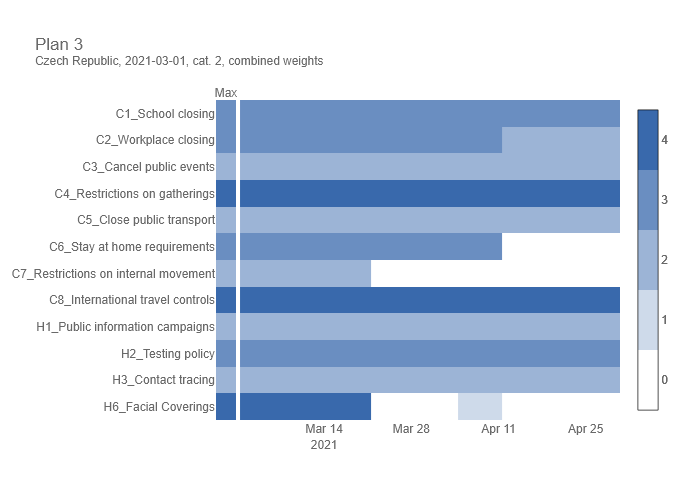 Plan 3
Czech Republic, 2021-03-01, cat. 2, combined weights
Max
C1_School closing
C2_Workplace closing
C3_Cancel public events
C4_Restrictions on gatherings
C5_Close public transport
C6_Stay at home requirements
C7_Restrictions on internal movement
C8_International travel controls
H1_Public information campaigns
H2_Testing policy
H3_Contact tracing
H6_Facial Coverings
Mar 14 Mar 28 Apr 11 Apr 25
2021
4
3
2
1
0